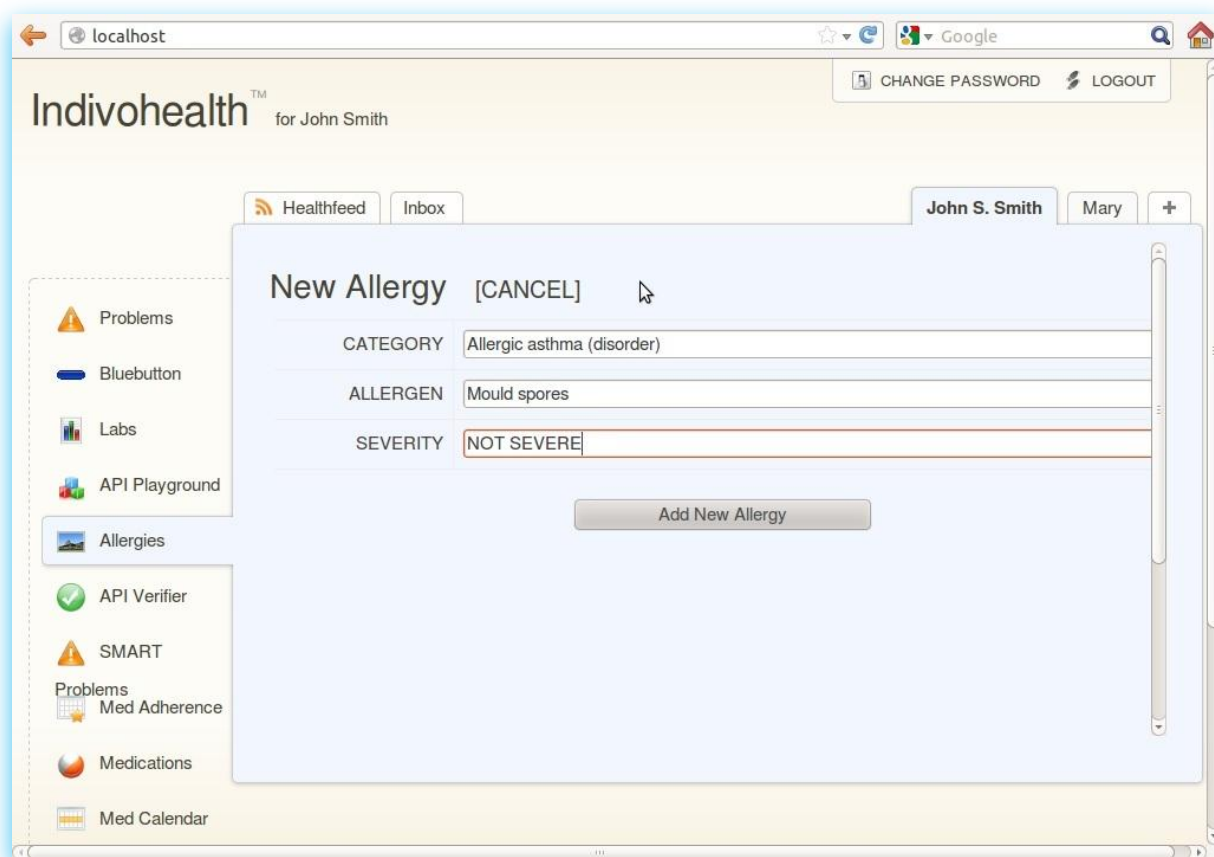 localhost
Google
CHANGE PASSWORD LOGOUT
Indivohealth™ for John Smith
Healthfeed Inbox John S. Smith Mary +
New Allergy [CANCEL]
CATEGORY Allergic asthma (disorder)
ALLERGEN Mould spores
SEVERITY NOT SEVERE
Add New Allergy
Problems
Bluebutton
Labs
API Playground
Allergies
API Verifier
SMART
Problems
Med Adherence
Medications
Med Calendar